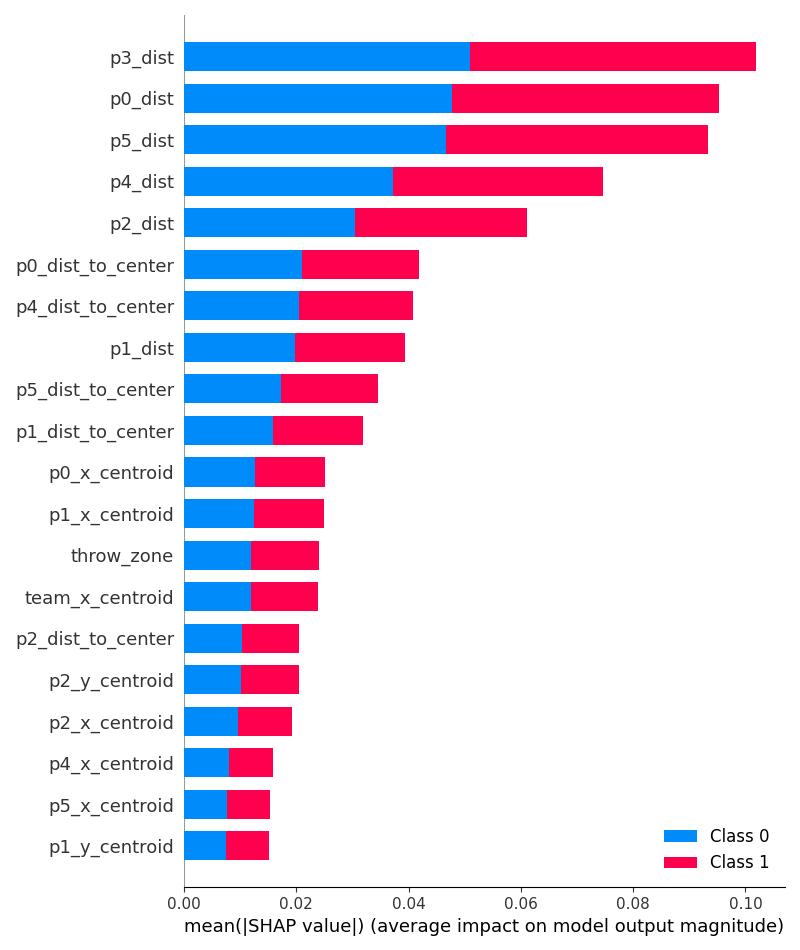 p3_dist
p0_dist
p5_dist
p4_dist
p2_dist
p0_dist_to_center
p4_dist_to_center
p1_dist
p5_dist_to_center
p1_dist_to_center
p0_x_centroid
p1_x_centroid
throw_zone
team_x_centroid
p2_dist_to_center
p2_y_centroid
p2_x_centroid
p4_x_centroid
p5_x_centroid
p1_y_centroid
Class 0
Class 1
0.00 0.02 0.04 0.06 0.08 0.10
mean(|SHAP value|) (average impact on model output magnitude)